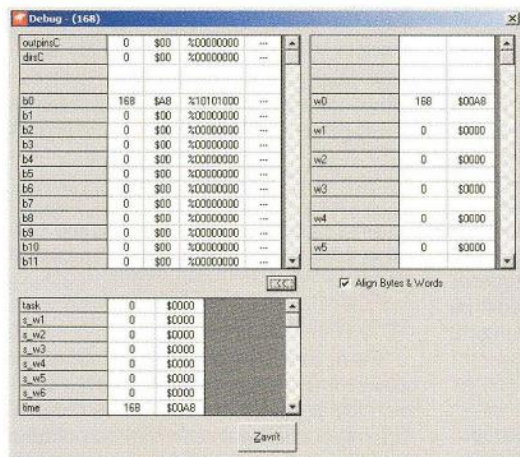 Debug - (168)
outpinsC 0 $00 %00000000 ...
dirsC 0 $00 %00000000 ...
b0 168 $A8 %10101000 ...
b1 0 $00 %00000000 ...
b2 0 $00 %00000000 ...
b3 0 $00 %00000000 ...
b4 0 $00 %00000000 ...
b5 0 $00 %00000000 ...
b6 0 $00 %00000000 ...
b7 0 $00 %00000000 ...
b8 0 $00 %00000000 ...
b9 0 $00 %00000000 ...
b10 0 $00 %00000000 ...
b11 0 $00 %00000000 ...
w0 168 $00A8
w1 0 $0000
w2 0 $0000
w3 0 $0000
w4 0 $0000
w5 0 $0000
<<
Align Bytes & Words
task 0 $0000
s_w1 0 $0000
s_w2 0 $0000
s_w3 0 $0000
s_w4 0 $0000
s_w5 0 $0000
s_w6 0 $0000
time 168 $00A8
Zavřít